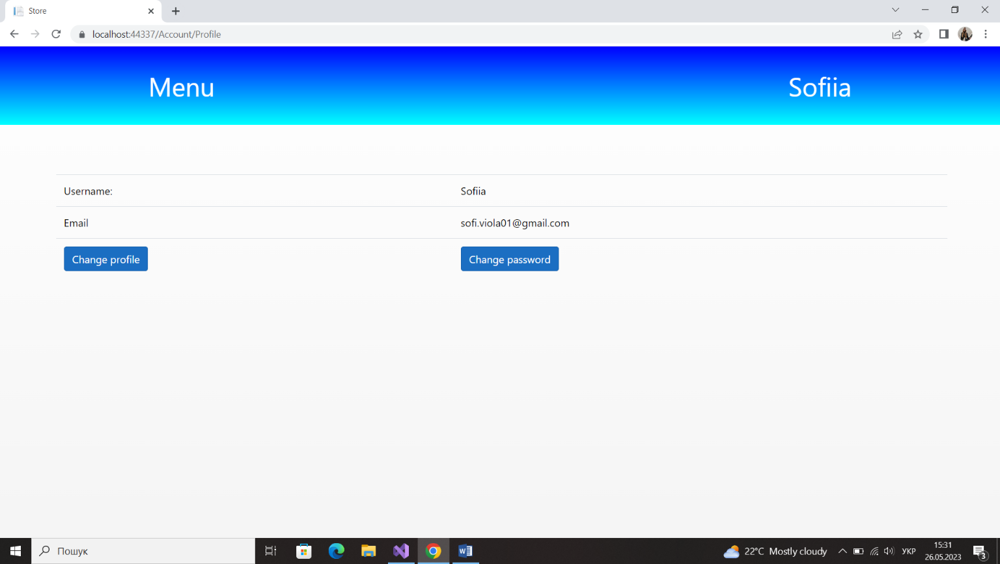 Store
localhost:44337/Account/Profile
Menu Sofiia
Username: Sofiia
Email sofi.viola01@gmail.com
Change profile Change password
Пошук 22°C Mostly cloudy УКР 15:31
26.05.2023 3